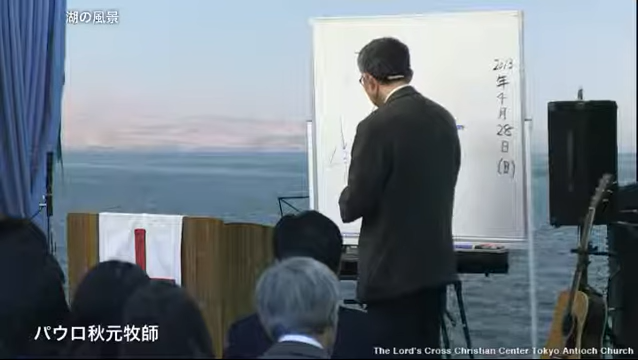 湖の風景
2013
年
4
月
28
日
(日)
パウロ秋元牧師
The Lord's Cross Christian Center Tokyo Antioch Church